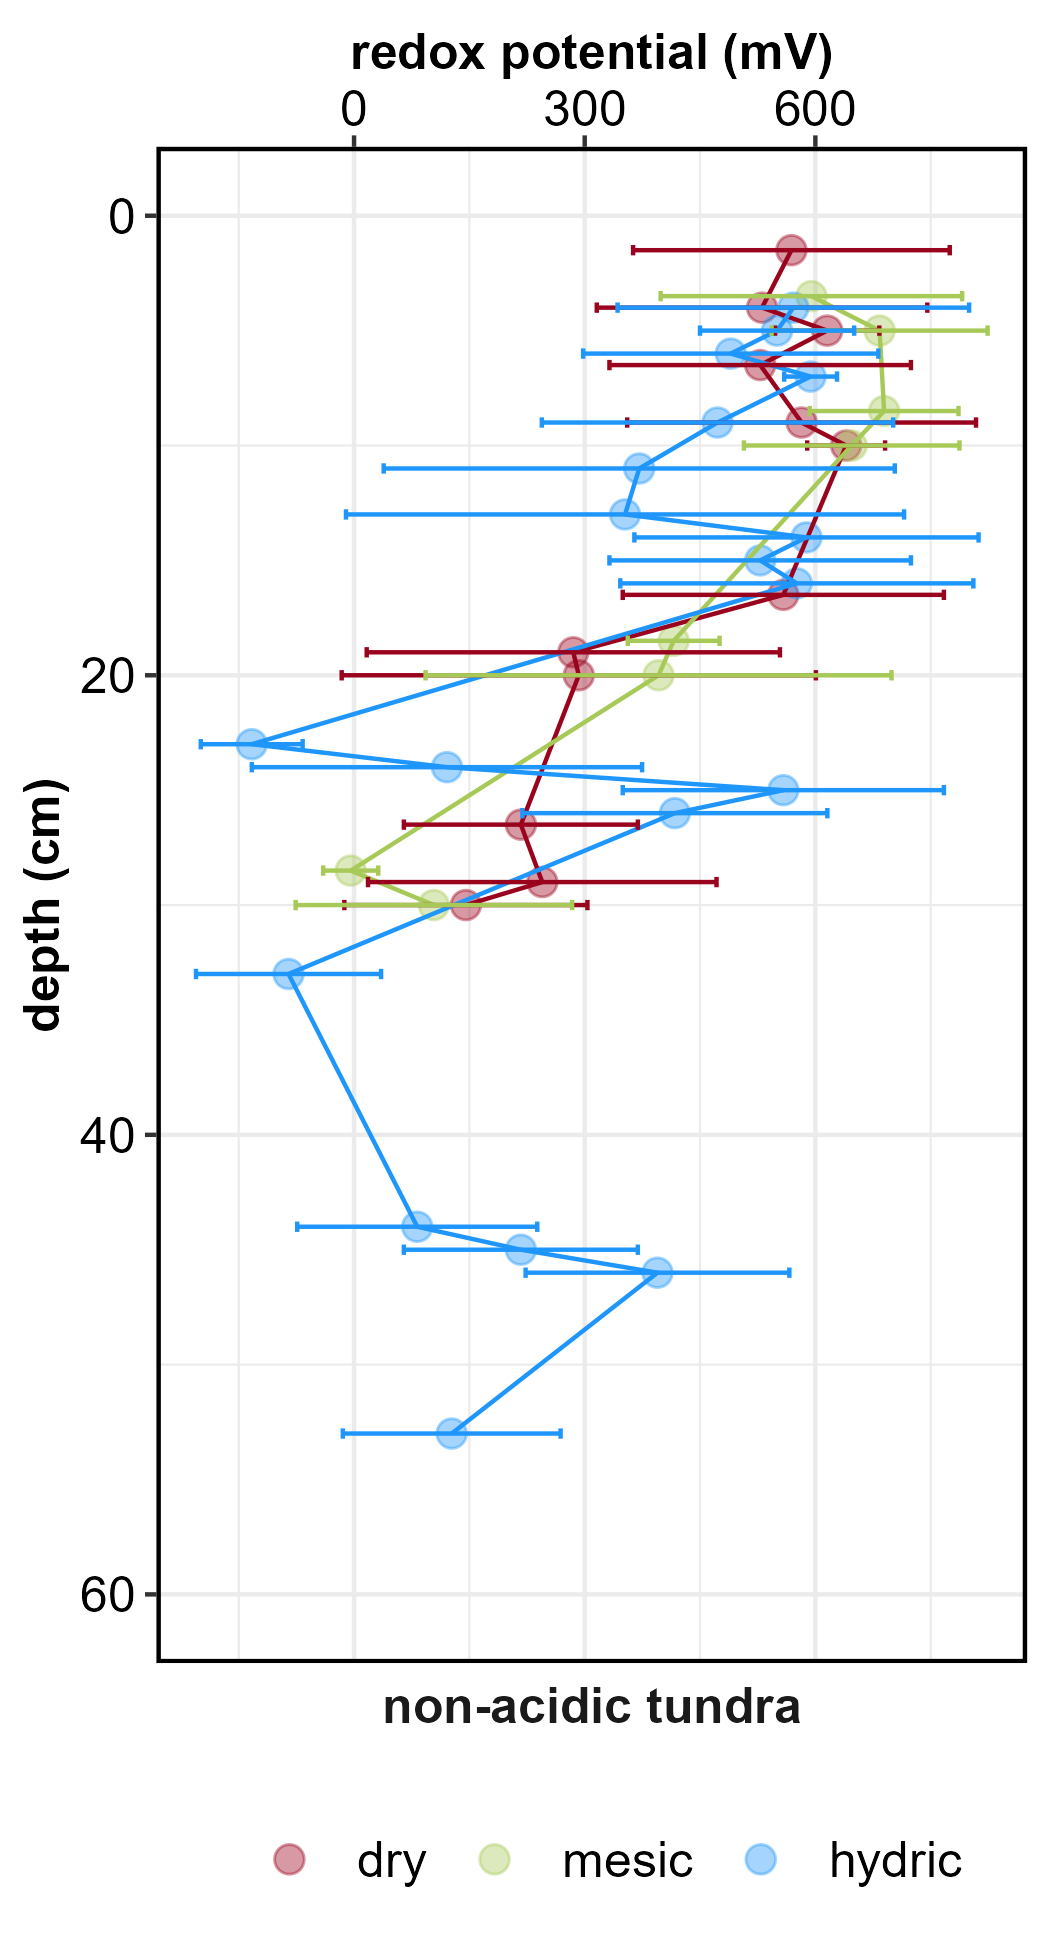 redox potential (mV)
0 300 600
0
20
40
60
depth (cm)
non-acidic tundra
dry mesic hydric